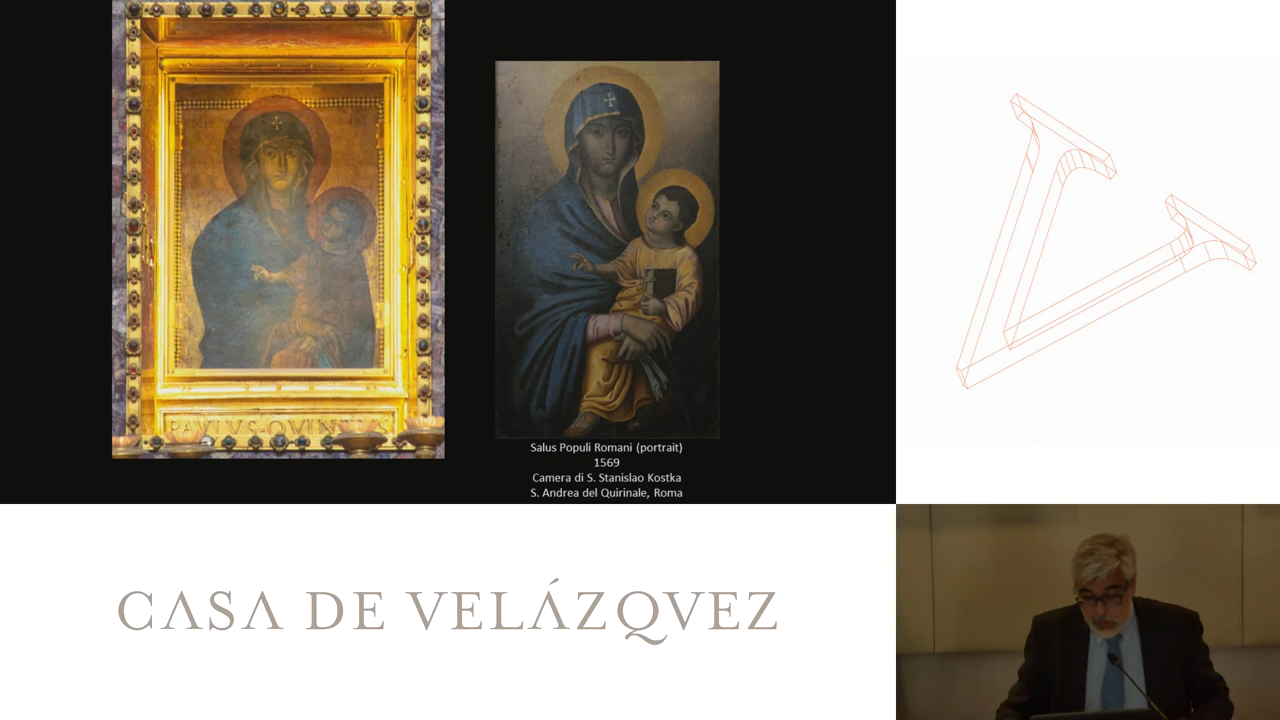 PAVLVS·QVINTVS
Salus Populi Romani (portrait)
1569
Camera di S. Stanislao Kostka
S. Andrea del Quirinale, Roma
CASA DE VELÁZQVEZ